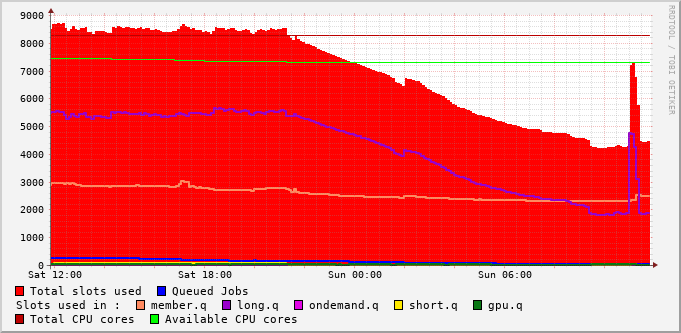 RRDTOOL / TOBI OETIKER
9000
8000
7000
6000
5000
4000
3000
2000
1000
0
Sat 12:00 Sat 18:00 Sun 00:00 Sun 06:00
Total slots used Queued Jobs
Slots used in : member.q long.q ondemand.q short.q gpu.q
Total CPU cores Available CPU cores